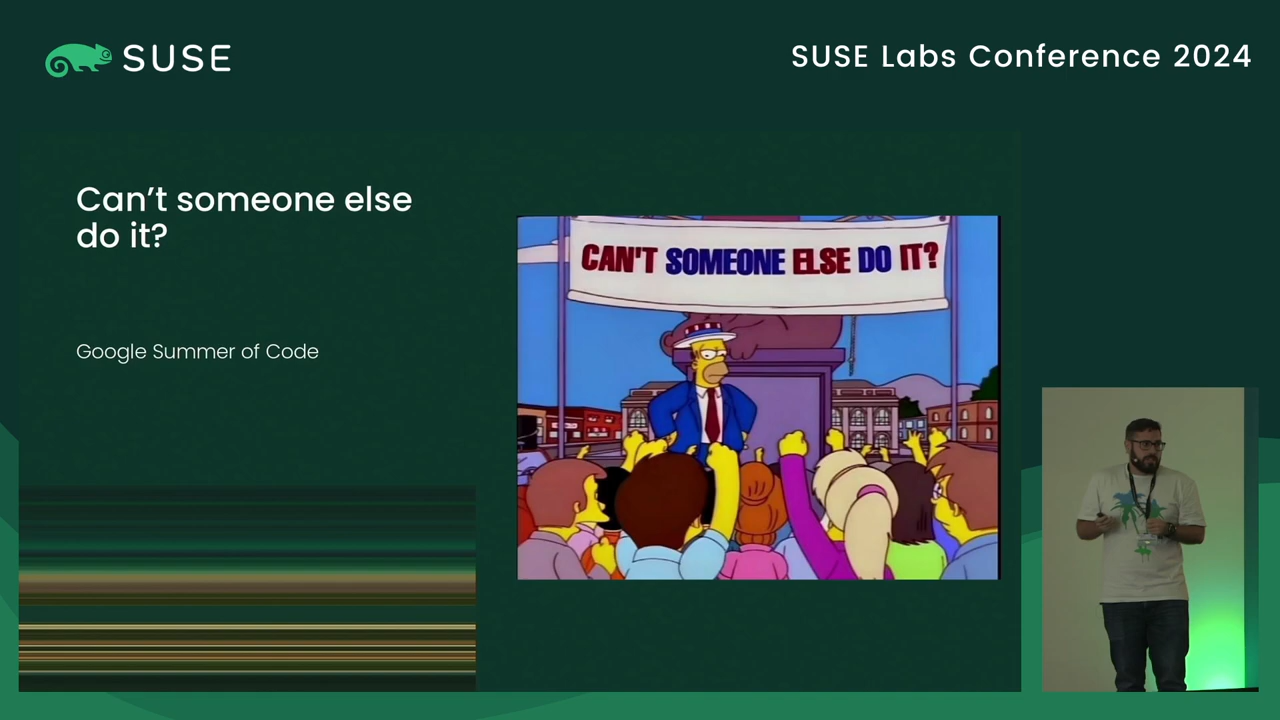 SUSE
SUSE Labs Conference 2024
Can't someone else
do it?
Google Summer of Code
CAN'T SOMEONE ELSE DO IT?